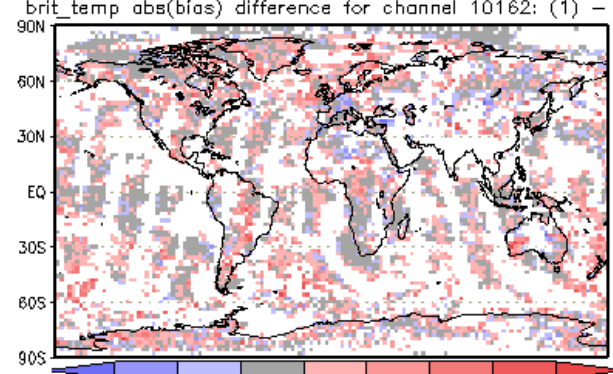 brit_temp abs(bias) difference for channel 10162: (1) –
90N
60N
30N
EQ
30S
60S
90S